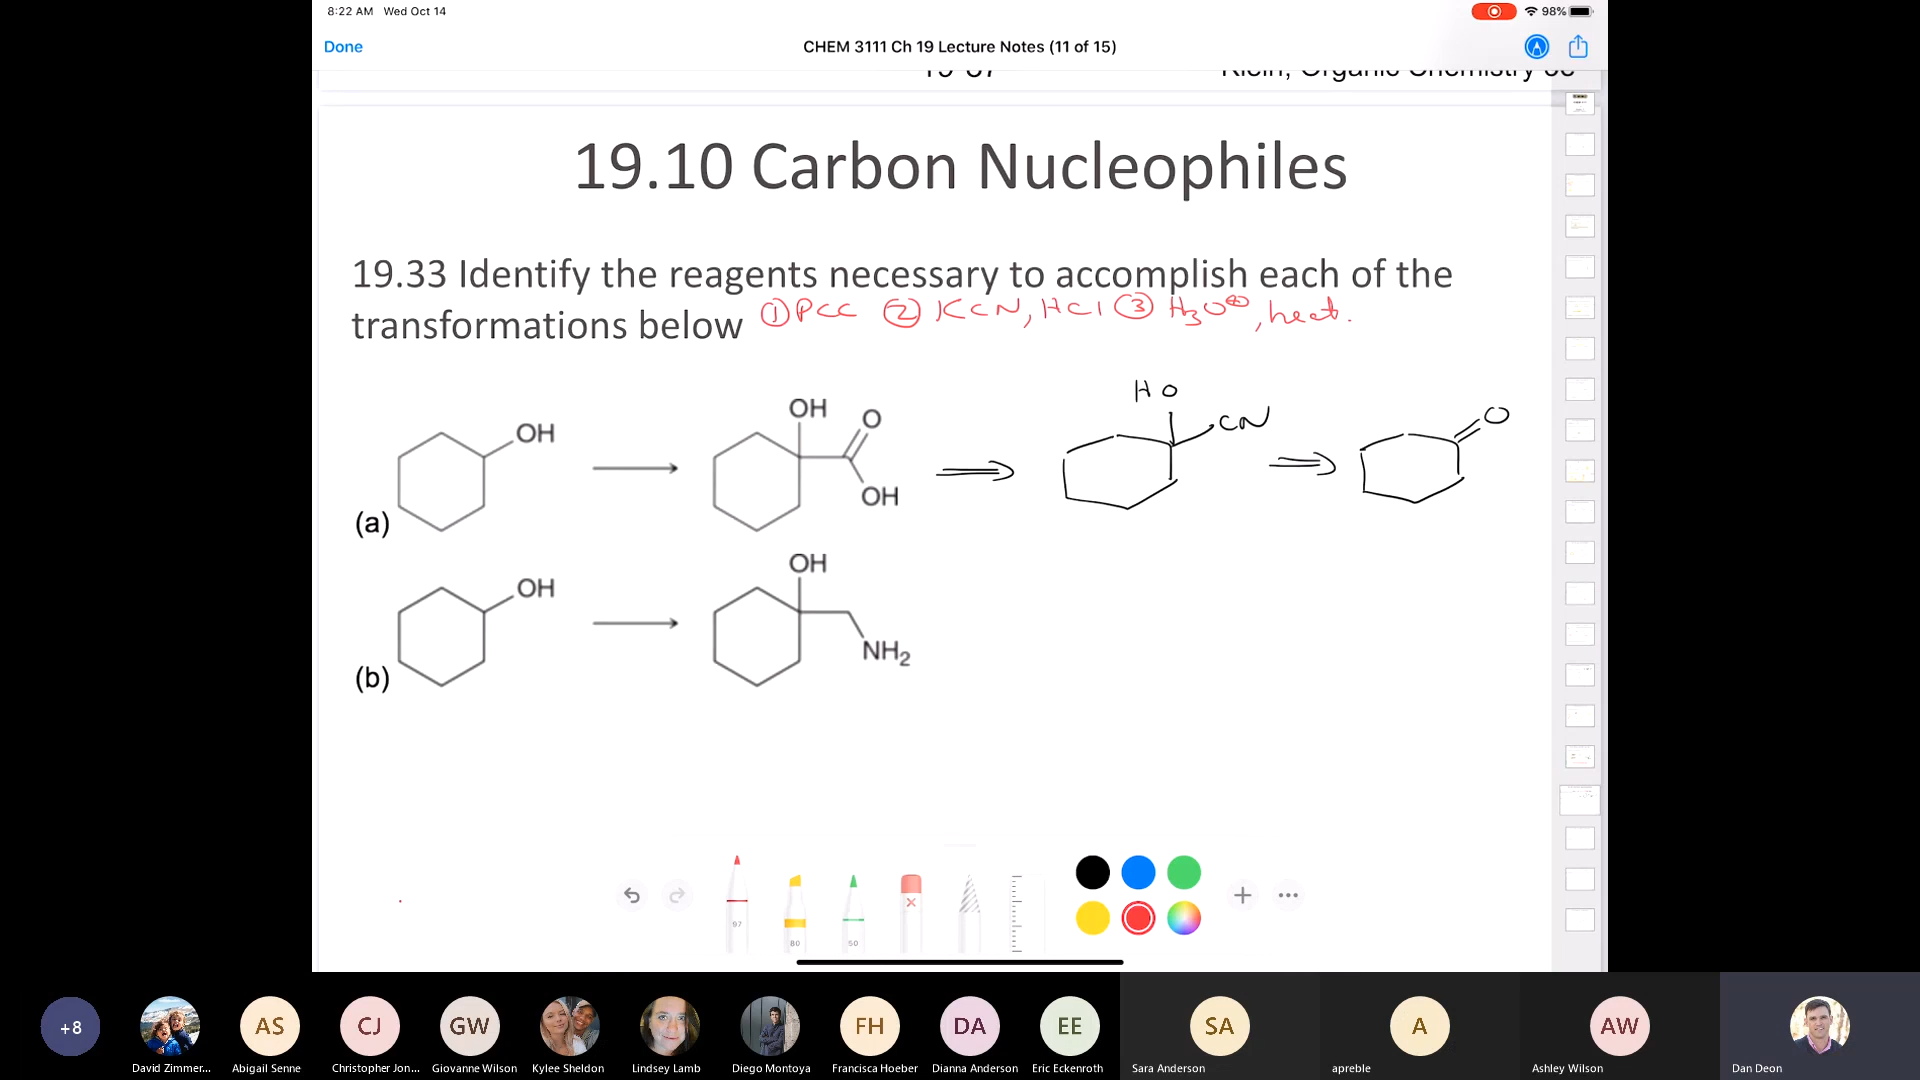 8:22 AM Wed Oct 14
98%
Done
CHEM 3111 Ch 19 Lecture Notes (11 of 15)
19.10 Carbon Nucleophiles
19.33 Identify the reagents necessary to accomplish each of the
transformations below ① PCC ② KCN, HCl ③ H₃O⊕, heat.
OH
O
OH
OH
(a)
HO
CN
O
OH
OH
NH₂
(b)
97
80
50
+8
AS
CJ
GW
FH
DA
EE
SA
A
AW
David Zimmer...
Abigail Senne
Christopher Jon...
Giovanne Wilson
Kylee Sheldon
Lindsey Lamb
Diego Montoya
Francisca Hoeber
Dianna Anderson
Eric Eckenroth
Sara Anderson
apreble
Ashley Wilson
Dan Deon